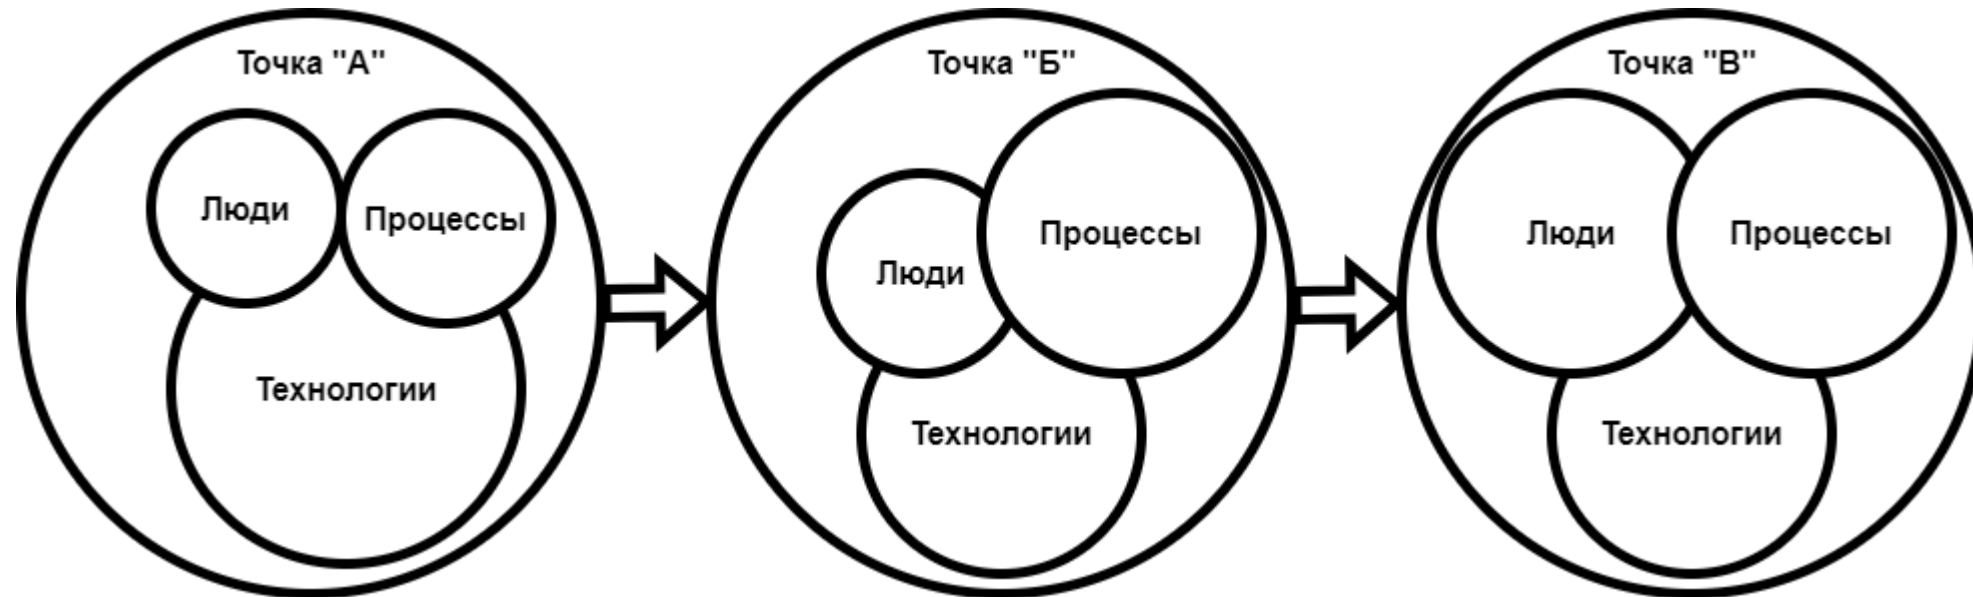 Точка "А"
Люди
Процессы
Технологии
Точка "Б"
Процессы
Люди
Технологии
Точка "В"
Люди
Процессы
Технологии